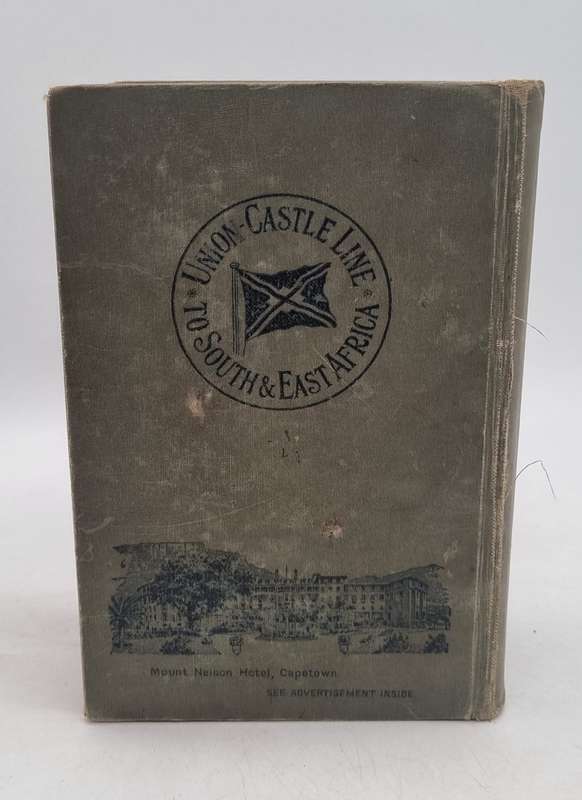 UNION-CASTLE LINE
TO SOUTH & EAST AFRICA
Mount Nelson Hotel, Capetown
SEE ADVERTISEMENT INSIDE